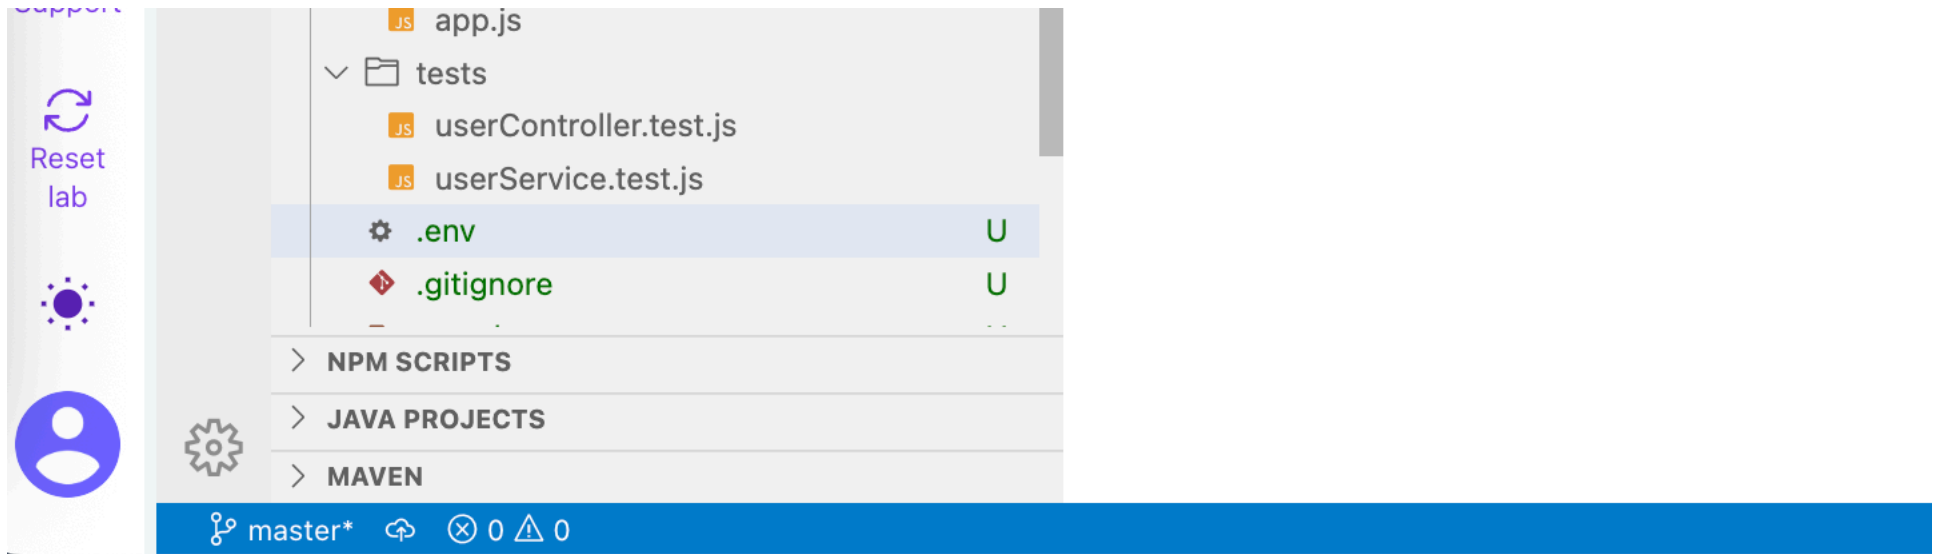 Support
Reset
lab
app.js
tests
userController.test.js
userService.test.js
.env U
.gitignore U
NPM SCRIPTS
JAVA PROJECTS
MAVEN
master* 0 0